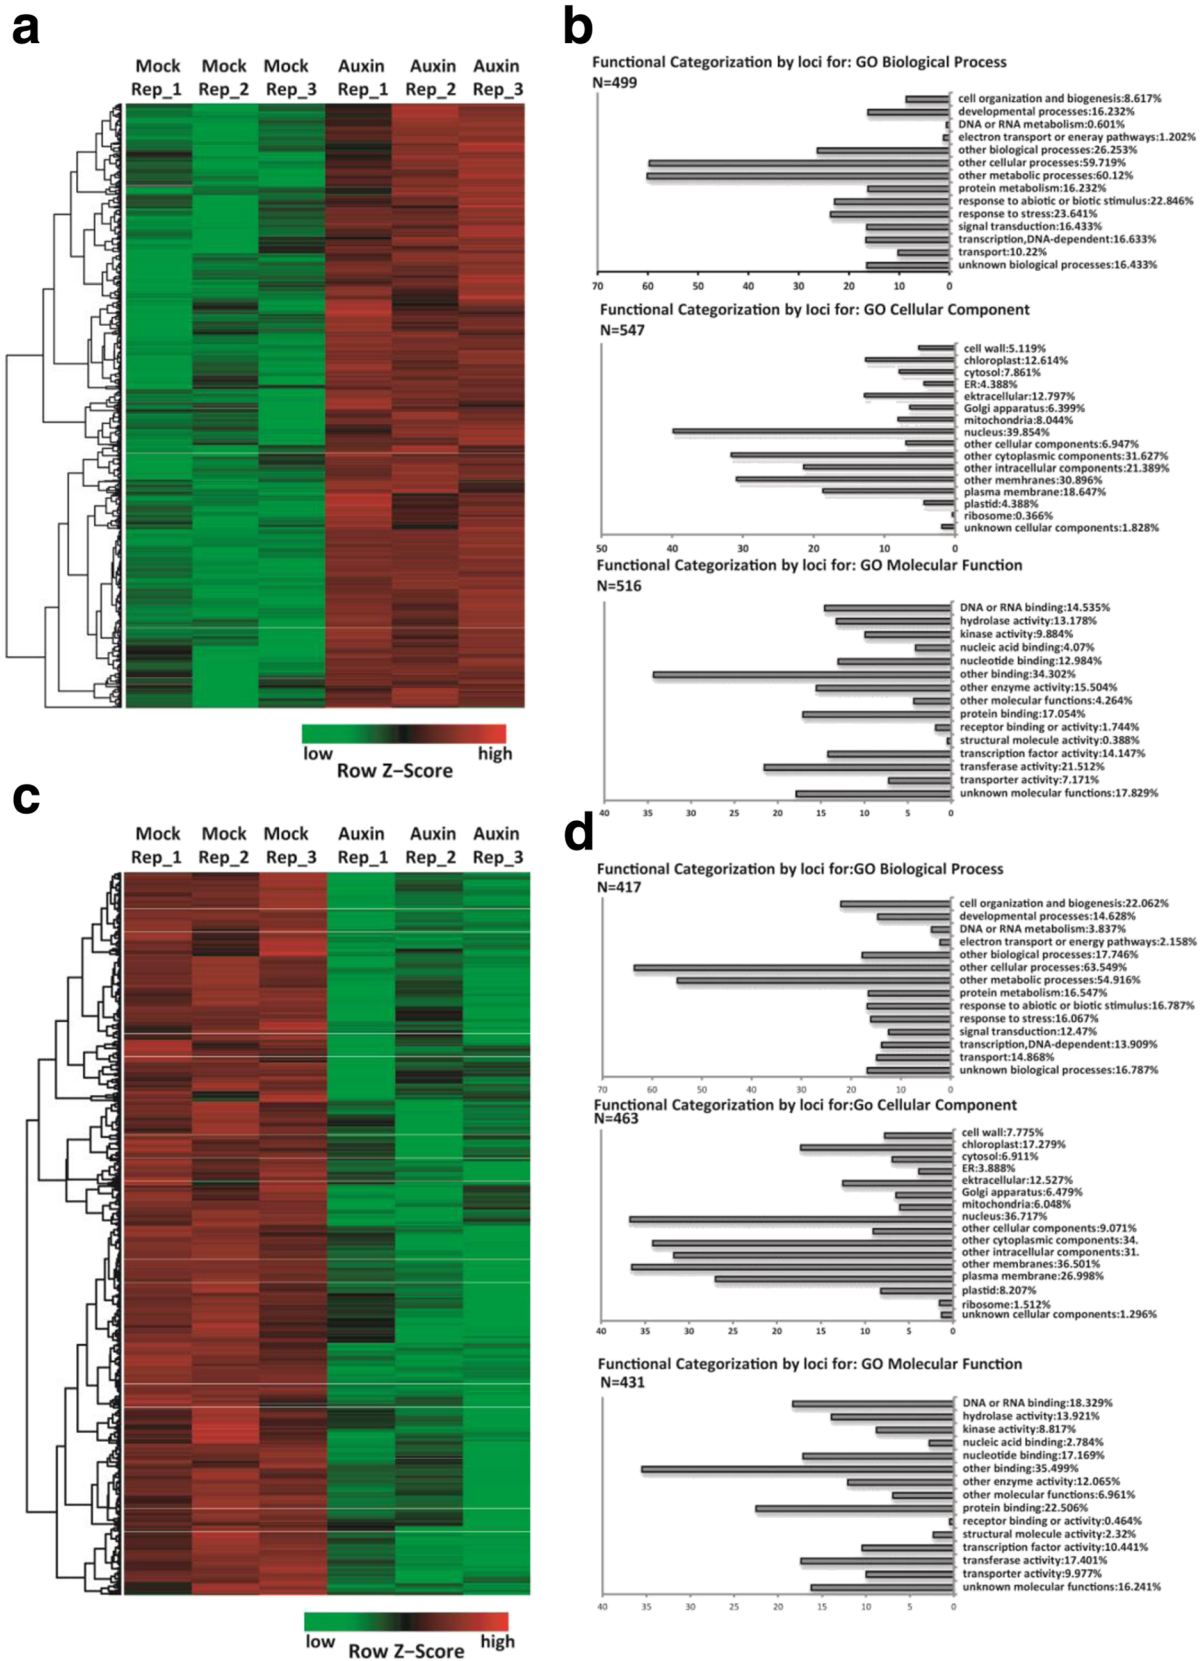 a
Mock Mock Mock Auxin Auxin Auxin
Rep_1 Rep_2 Rep_3 Rep_1 Rep_2 Rep_3
low high
Row Z-Score
b
Functional Categorization by loci for: GO Biological Process
N=499
cell organization and biogenesis:8.617%
developmental processes:16.232%
DNA or RNA metabolism:0.601%
electron transport or eneray pathways:1.202%
other biological processes:26.253%
other cellular processes:59.719%
other metabolic processes:60.12%
protein metabolism:16.232%
response to abiotic or biotic stimulus:22.846%
response to stress:23.641%
signal transduction:16.433%
transcription,DNA-dependent:16.633%
transport:10.22%
unknown biological processes:16.433%
70 60 50 40 30 20 10 0
Functional Categorization by loci for: GO Cellular Component
N=547
cell wall:5.119%
chloroplast:12.614%
cytosol:7.861%
ER:4.388%
ektracellular:12.797%
Golgi apparatus:6.399%
mitochondria:8.044%
nucleus:39.854%
other cellular components:6.947%
other cytoplasmic components:31.627%
other intracellular components:21.389%
other memhranes:30.896%
plasma membrane:18.647%
plastid:4.388%
ribosome:0.366%
unknown cellular components:1.828%
50 40 30 20 10 0
Functional Categorization by loci for: GO Molecular Function
N=516
DNA or RNA binding:14.535%
hydrolase activity:13.178%
kinase activity:9.884%
nucleic acid binding:4.07%
nucleotide binding:12.984%
other binding:34.302%
other enzyme activity:15.504%
other molecular functions:4.264%
protein binding:17.054%
receptor binding or activity:1.744%
structural molecule activity:0.388%
transcription factor activity:14.147%
transferase activity:21.512%
transporter activity:7.171%
unknown molecular functions:17.829%
40 35 30 25 20 15 10 5 0
c
Mock Mock Mock Auxin Auxin Auxin
Rep_1 Rep_2 Rep_3 Rep_1 Rep_2 Rep_3
low high
Row Z-Score
d
Functional Categorization by loci for:GO Biological Process
N=417
cell organization and biogenesis:22.062%
developmental processes:14.628%
DNA or RNA metabolism:3.837%
electron transport or energy pathways:2.158%
other biological processes:17.746%
other cellular processes:63.549%
other metabolic processes:54.916%
protein metabolism:16.547%
response to abiotic or biotic stimulus:16.787%
response to stress:16.067%
signal transduction:12.47%
transcription,DNA-dependent:13.909%
transport:14.868%
unknown biological processes:16.787%
70 60 50 40 30 20 10 0
Functional Categorization by loci for:Go Cellular Component
N=463
cell wall:7.775%
chloroplast:17.279%
cytosol:6.911%
ER:3.888%
ektracellular:12.527%
Golgi apparatus:6.479%
mitochondria:6.048%
nucleus:36.717%
other cellular components:9.071%
other cytoplasmic components:34.
other intracellular components:31.
other membranes:36.501%
plasma membrane:26.998%
plastid:8.207%
ribosome:1.512%
unknown cellular components:1.296%
40 35 30 25 20 15 10 5 0
Functional Categorization by loci for: GO Molecular Function
N=431
DNA or RNA binding:18.329%
hydrolase activity:13.921%
kinase activity:8.817%
nucleic acid binding:2.784%
nucleotide binding:17.169%
other binding:35.499%
other enzyme activity:12.065%
other molecular functions:6.961%
protein binding:22.506%
receptor binding or activity:0.464%
structural molecule activity:2.32%
transcription factor activity:10.441%
transferase activity:17.401%
transporter activity:9.977%
unknown molecular functions:16.241%
40 35 30 25 20 15 10 5 0